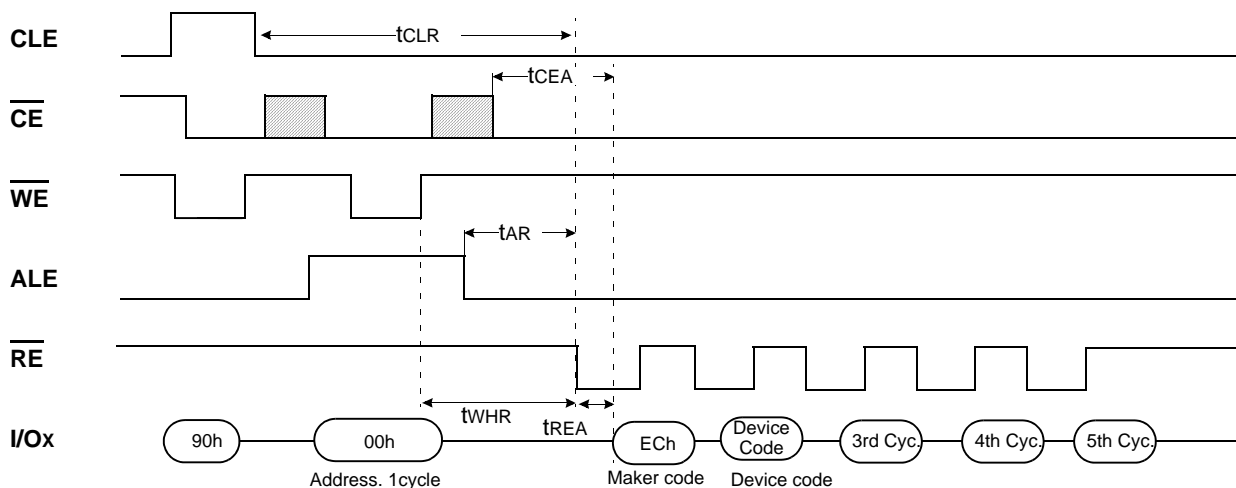 CLE
tCLR
tCEA
CE
WE
tAR
ALE
RE
tWHR
tREA
I/Ox
90h
00h
ECh
Device
Code
3rd Cyc.
4th Cyc.
5th Cyc.
Address. 1cycle
Maker code
Device code